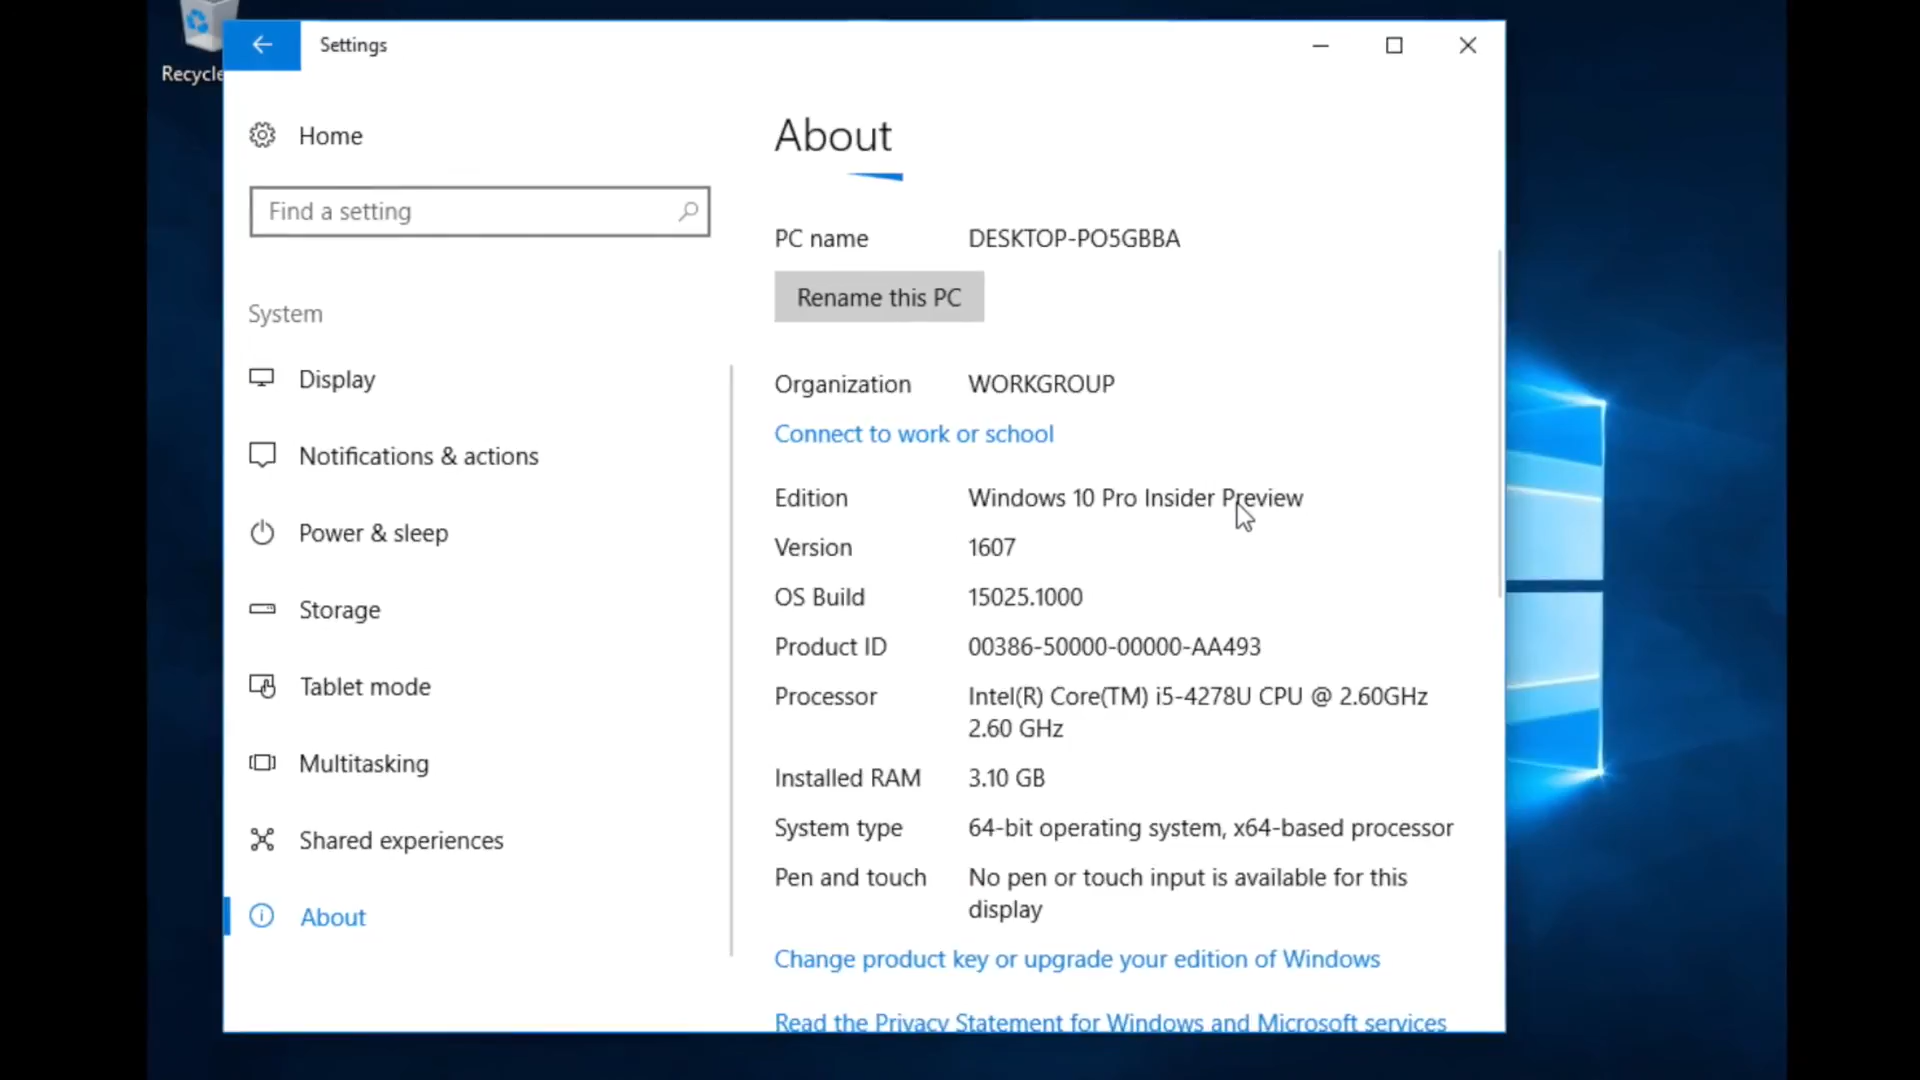 Recycle
Settings
Home
Find a setting
System
Display
Notifications & actions
Power & sleep
Storage
Tablet mode
Multitasking
Shared experiences
About
About
PC name DESKTOP-PO5GBBA
Rename this PC
Organization WORKGROUP
Connect to work or school
Edition Windows 10 Pro Insider Preview
Version 1607
OS Build 15025.1000
Product ID 00386-50000-00000-AA493
Processor Intel(R) Core(TM) i5-4278U CPU @ 2.60GHz
2.60 GHz
Installed RAM 3.10 GB
System type 64-bit operating system, x64-based processor
Pen and touch No pen or touch input is available for this
display
Change product key or upgrade your edition of Windows
Read the Privacy Statement for Windows and Microsoft services